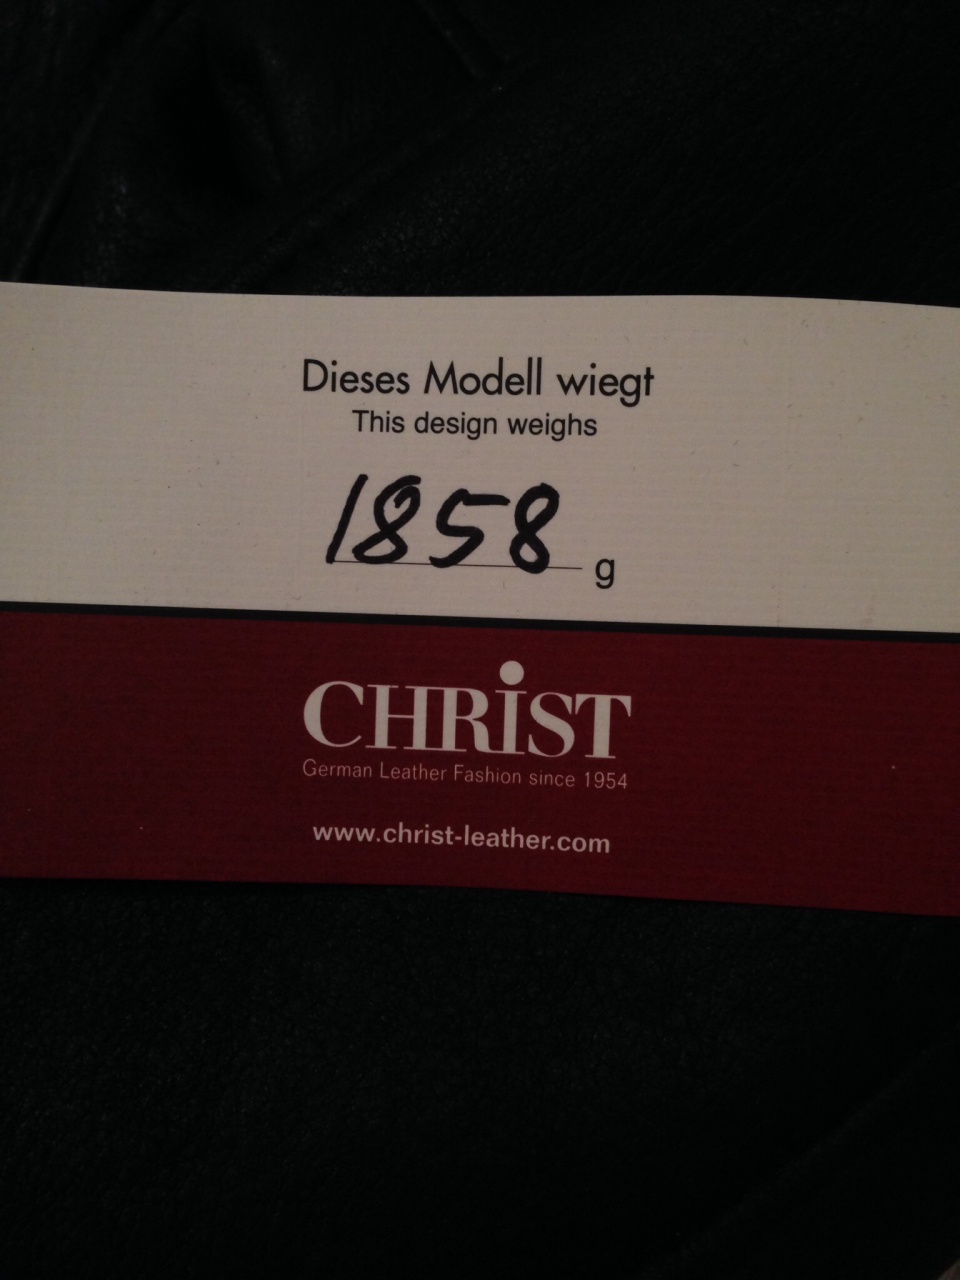 Dieses Modell wiegt
This design weighs
1858 g
CHRiST
German Leather Fashion since 1954
www.christ-leather.com